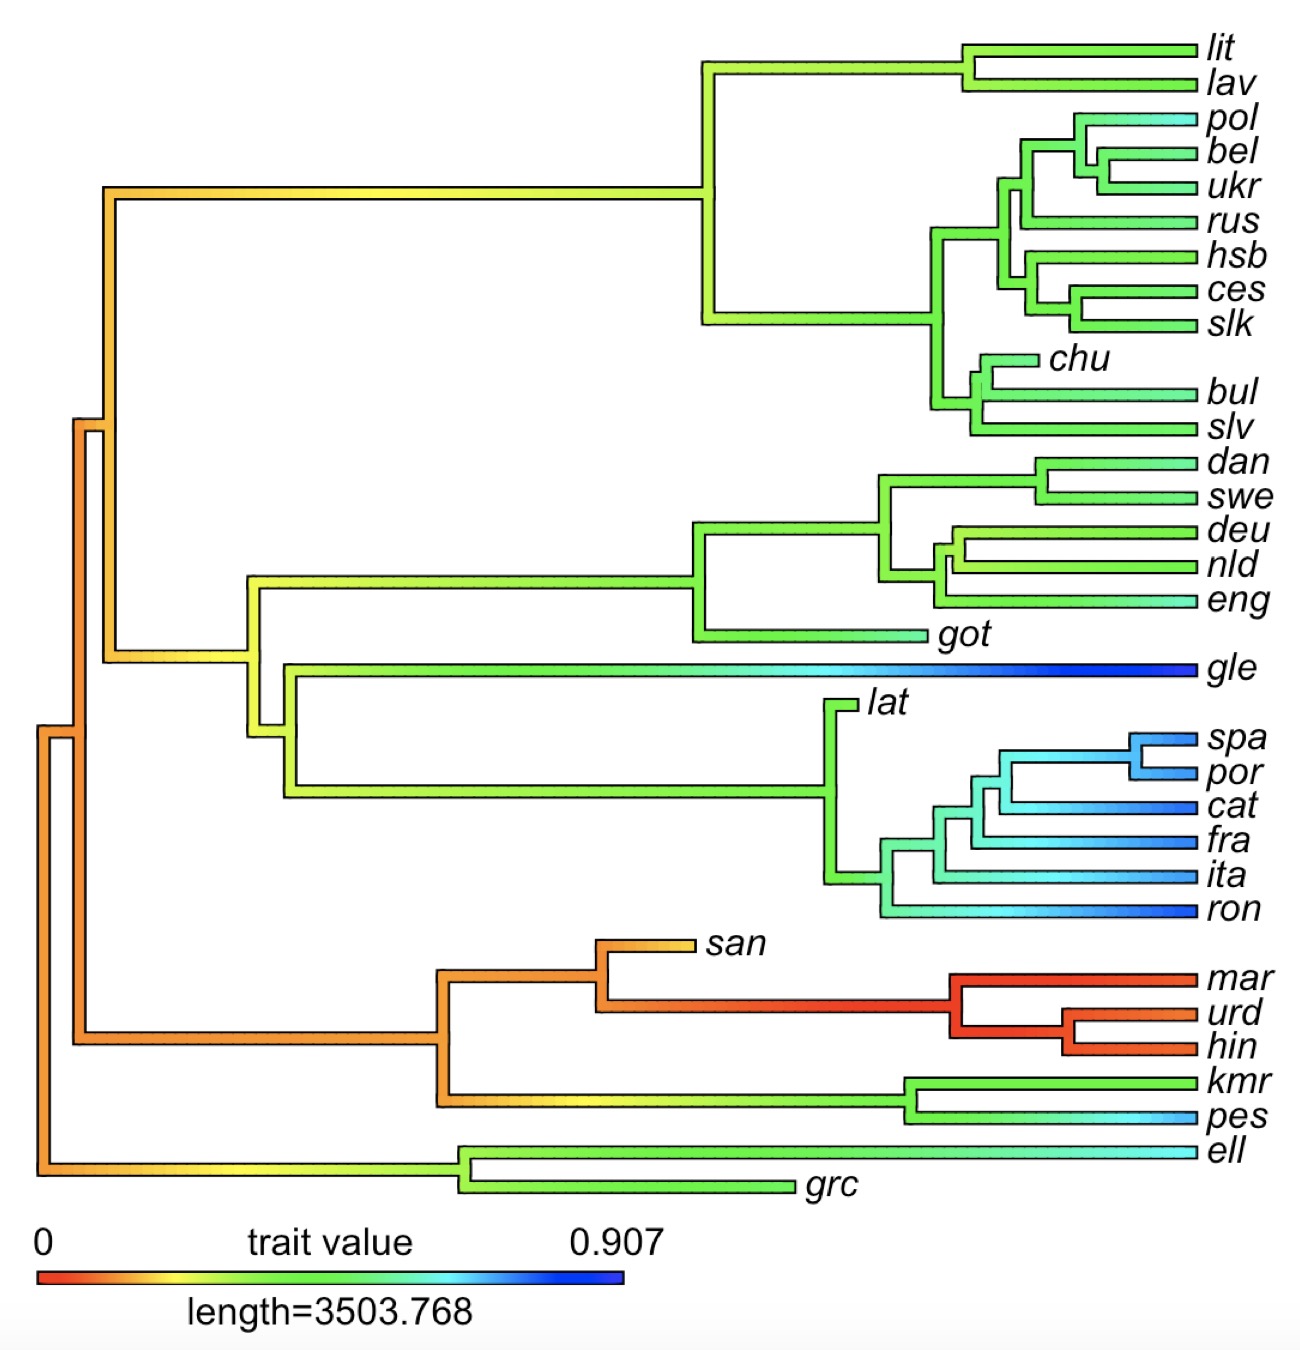 lit
lav
pol
bel
ukr
rus
hsb
ces
slk
chu
bul
slv
dan
swe
deu
nld
eng
got
gle
lat
spa
por
cat
fra
ita
ron
san
mar
urd
hin
kmr
pes
ell
grc
0 trait value 0.907
length=3503.768